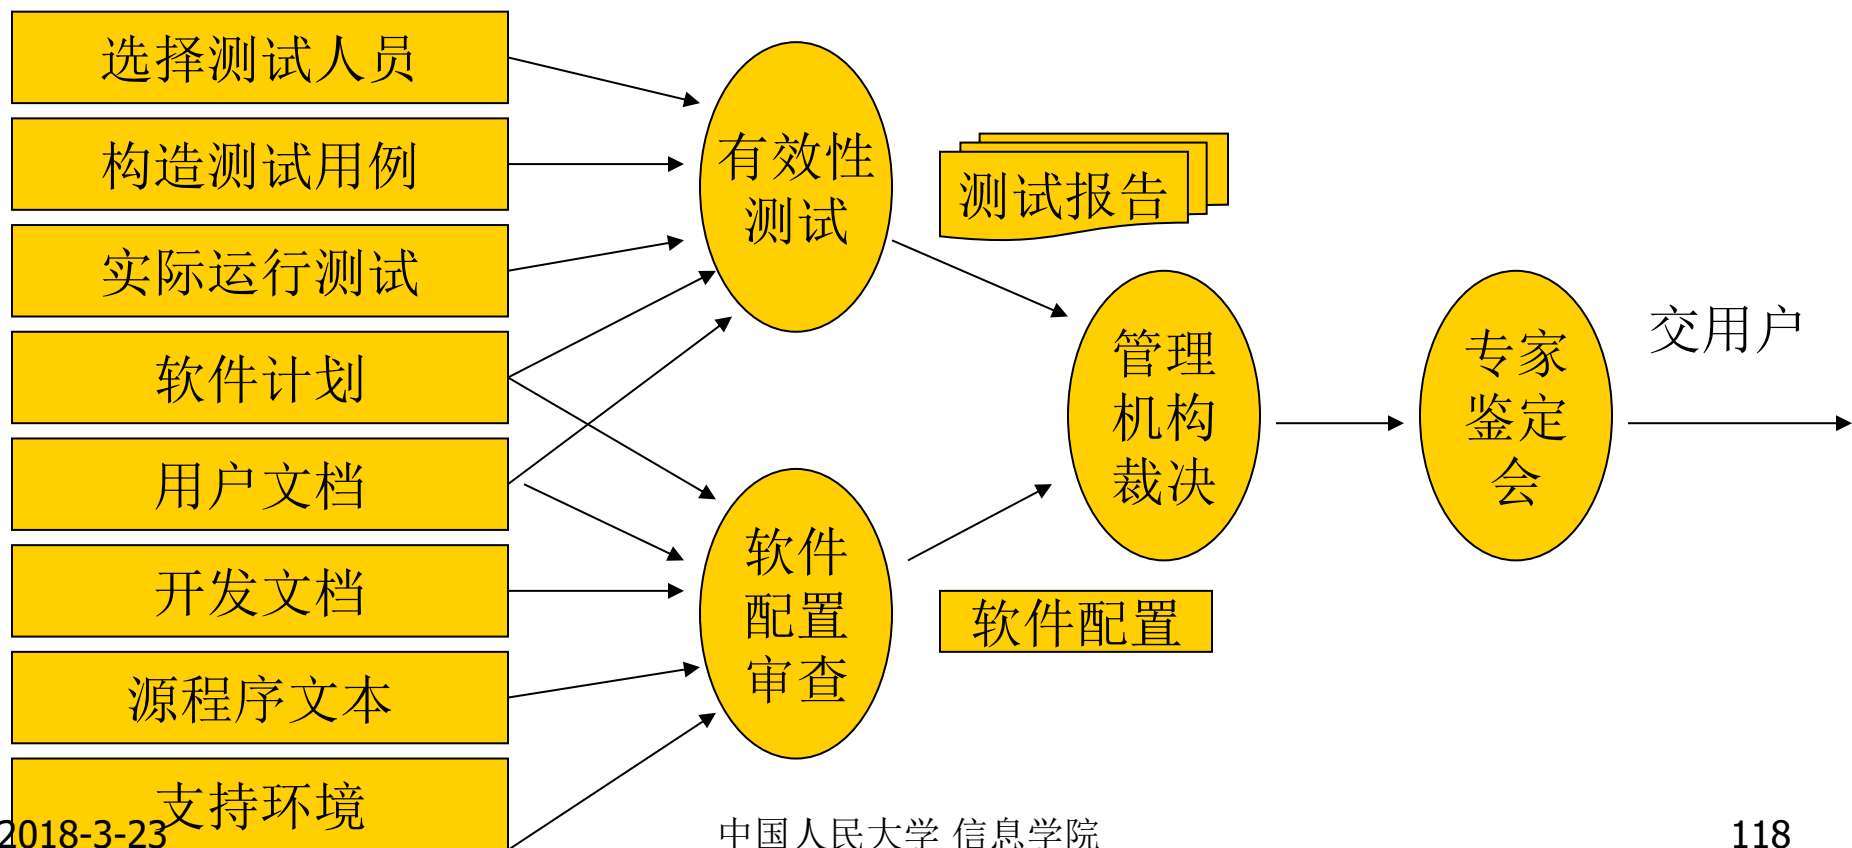 选择测试人员
构造测试用例
实际运行测试
软件计划
用户文档
开发文档
源程序文本
支持环境
有效性
测试
软件
配置
审查
测试报告
软件配置
管理
机构
裁决
专家
鉴定
会
交用户
2018-3-23
中国人民大学 信息学院
118